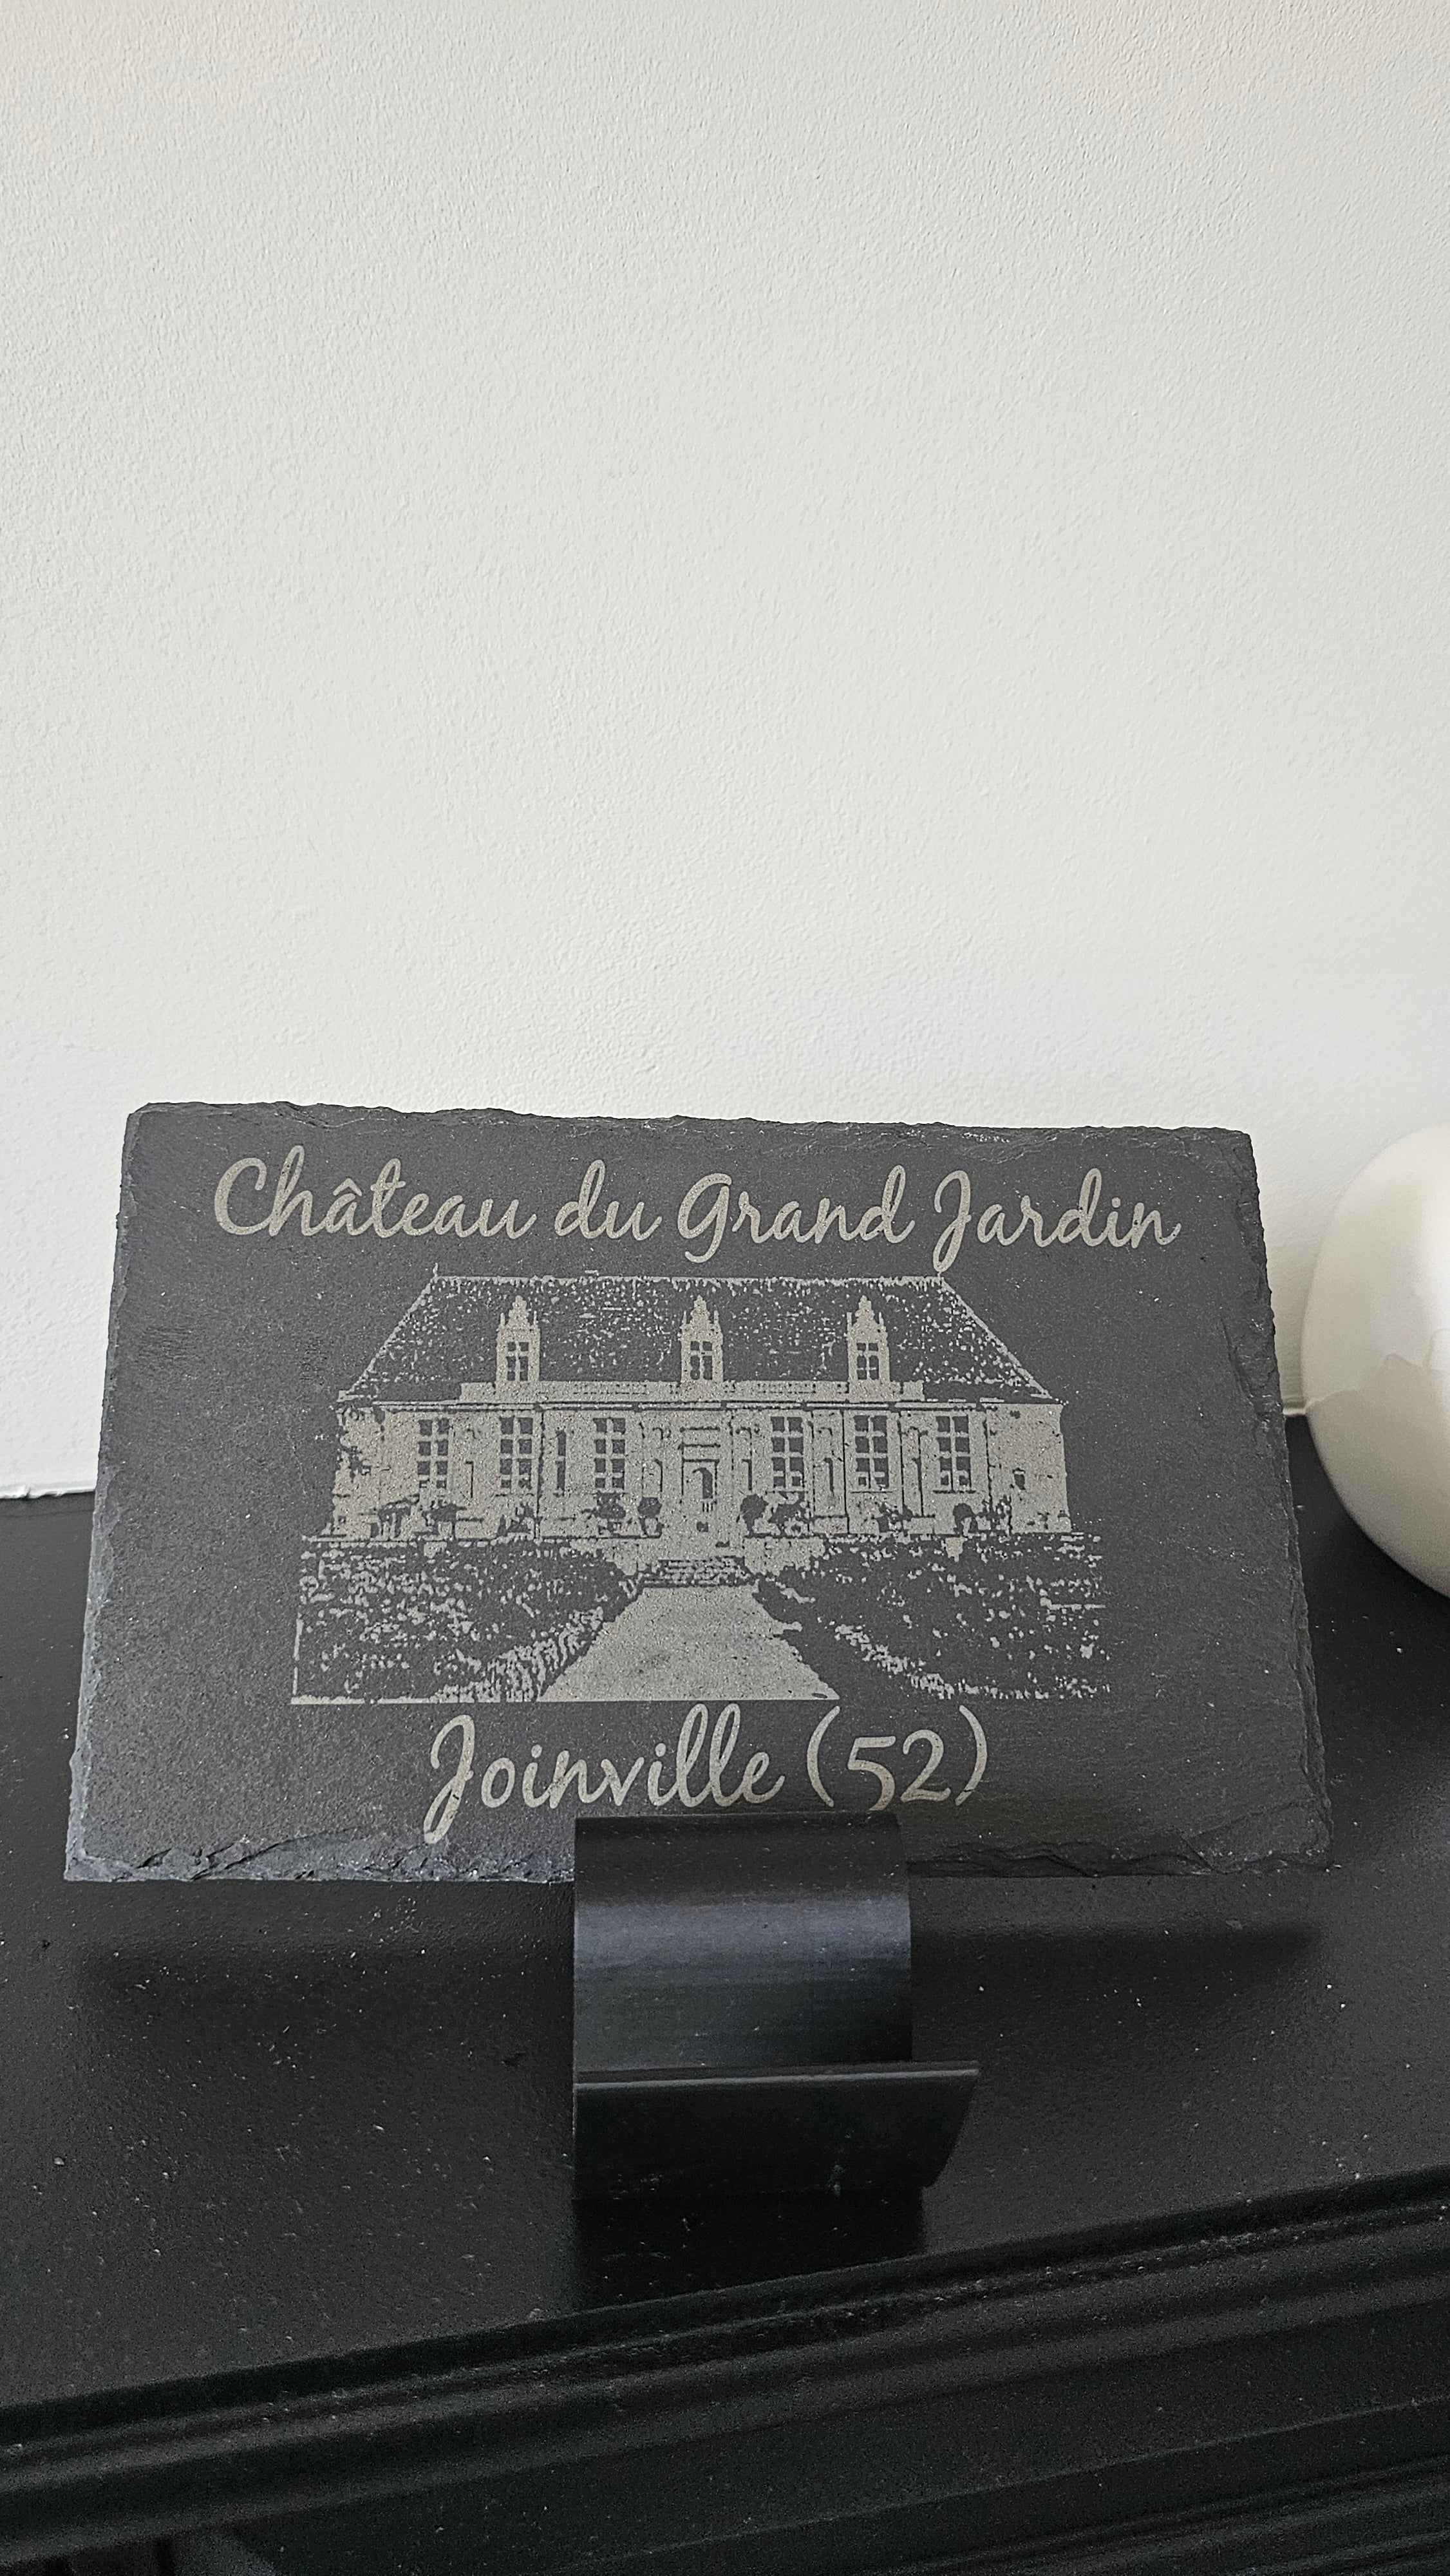 Château du Grand Jardin
Joinville (52)